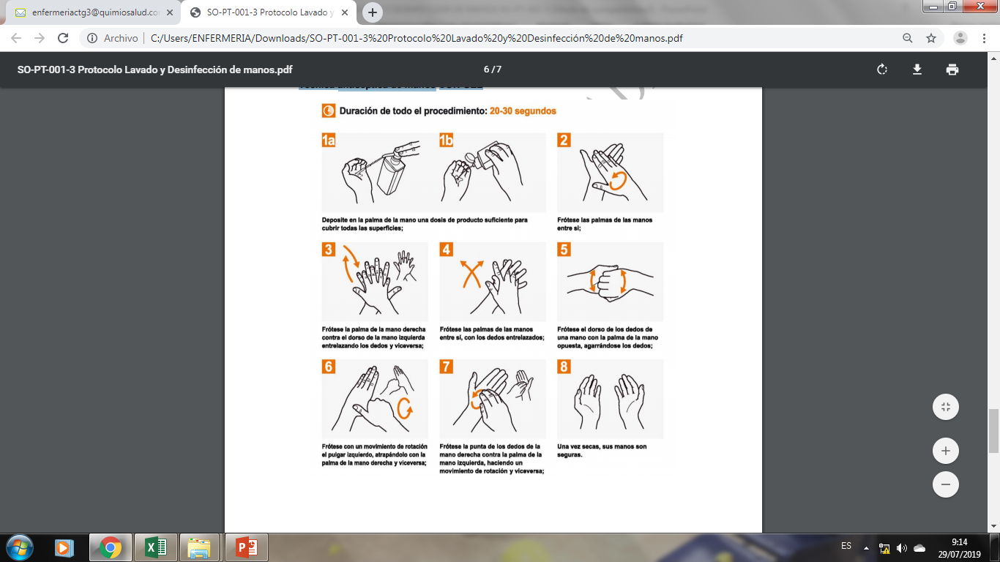 enfermeriactg3@quimiosalud.co
SO-PT-001-3 Protocolo Lavado y
Archivo
C:/Users/ENFERMERIA/Downloads/SO-PT-001-3%20Protocolo%20Lavado%20y%20Desinfección%20de%20manos.pdf
SO-PT-001-3 Protocolo Lavado y Desinfección de manos.pdf
6 / 7
Duración de todo el procedimiento: 20-30 segundos
1a
1b
2
Deposite en la palma de la mano una dosis de producto suficiente para
cubrir todas las superficies;
Frótese las palmas de las manos
entre si;
3
4
5
Frótese la palma de la mano derecha
contra el dorso de la mano izquierda
entrelazando los dedos y viceversa;
Frótese las palmas de las manos
entre sí, con los dedos entrelazados;
Frótese el dorso de los dedos de
una mano con la palma de la mano
opuesta, agarrándose los dedos;
6
7
8
Frótese con un movimiento de rotación
el pulgar izquierdo, atrapándolo con la
palma de la mano derecha y viceversa;
Frótese la punta de los dedos de la
mano derecha contra la palma de la
mano izquierda, haciendo un
movimiento de rotación y viceversa;
Una vez secas, sus manos son
seguras.
ES
9:14
29/07/2019